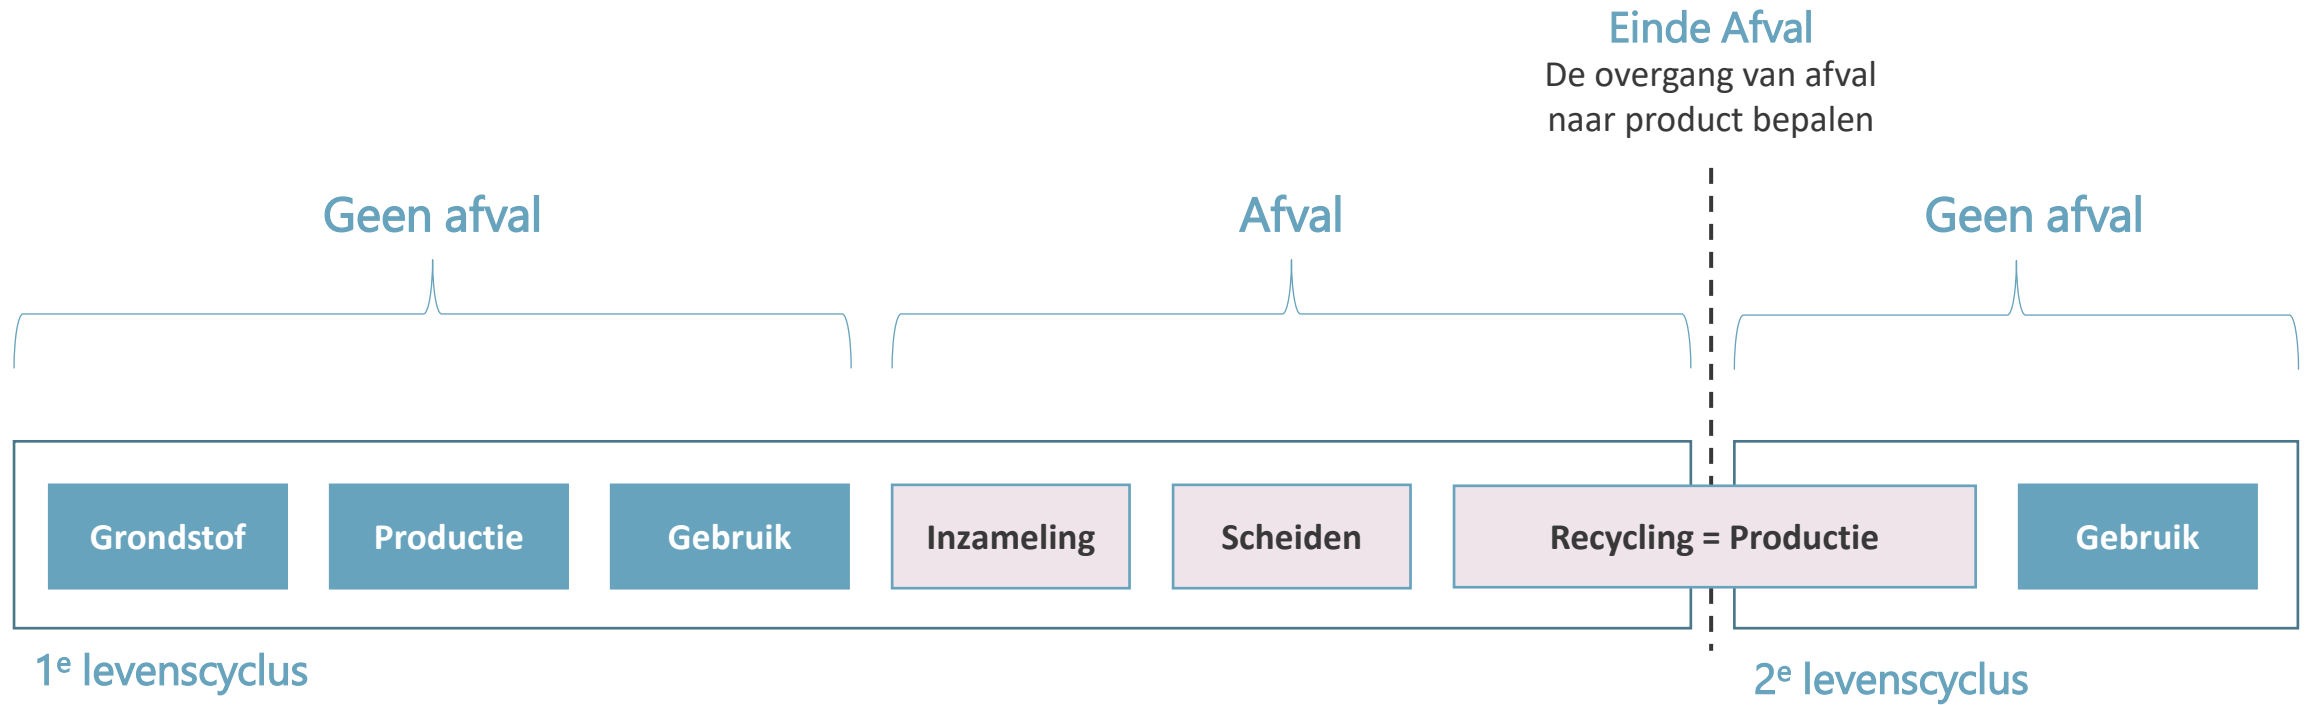 Einde Afval
De overgang van afval
naar product bepalen
Geen afval
Afval
Geen afval
Grondstof
Productie
Gebruik
Inzameling
Scheiden
Recycling = Productie
Gebruik
1e levenscyclus
2e levenscyclus